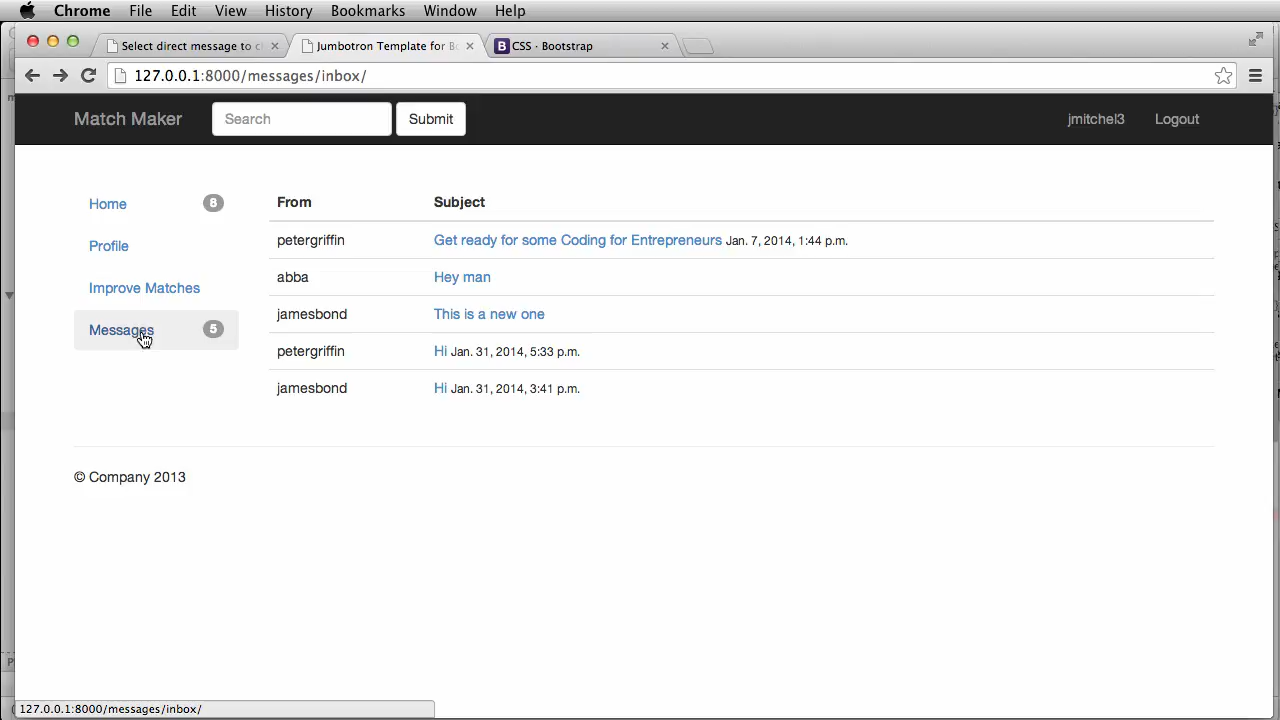 Chrome File Edit View History Bookmarks Window Help
Select direct message to c
Jumbotron Template for Bo
CSS · Bootstrap
127.0.0.1:8000/messages/inbox/
Match Maker Search Submit jmitchel3 Logout
Home 8
Profile
Improve Matches
Messages 5
From Subject
petergriffin Get ready for some Coding for Entrepreneurs Jan. 7, 2014, 1:44 p.m.
abba Hey man
jamesbond This is a new one
petergriffin Hi Jan. 31, 2014, 5:33 p.m.
jamesbond Hi Jan. 31, 2014, 3:41 p.m.
© Company 2013
127.0.0.1:8000/messages/inbox/